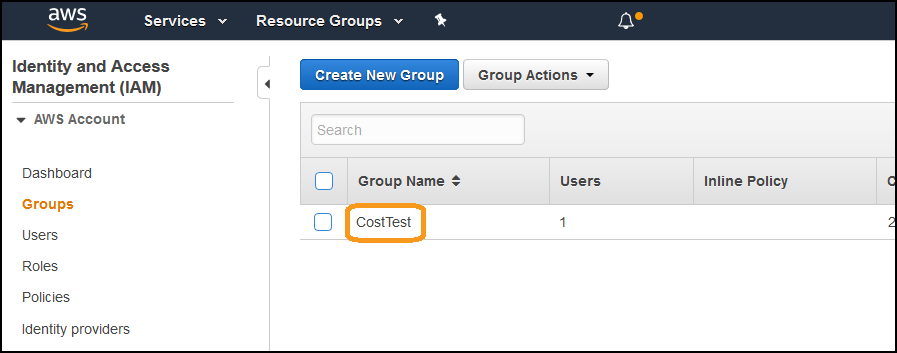 aws Services Resource Groups
Identity and Access
Management (IAM)
AWS Account
Dashboard
Groups
Users
Roles
Policies
Identity providers
Create New Group Group Actions
Search
Group Name Users Inline Policy C
CostTest 1 2